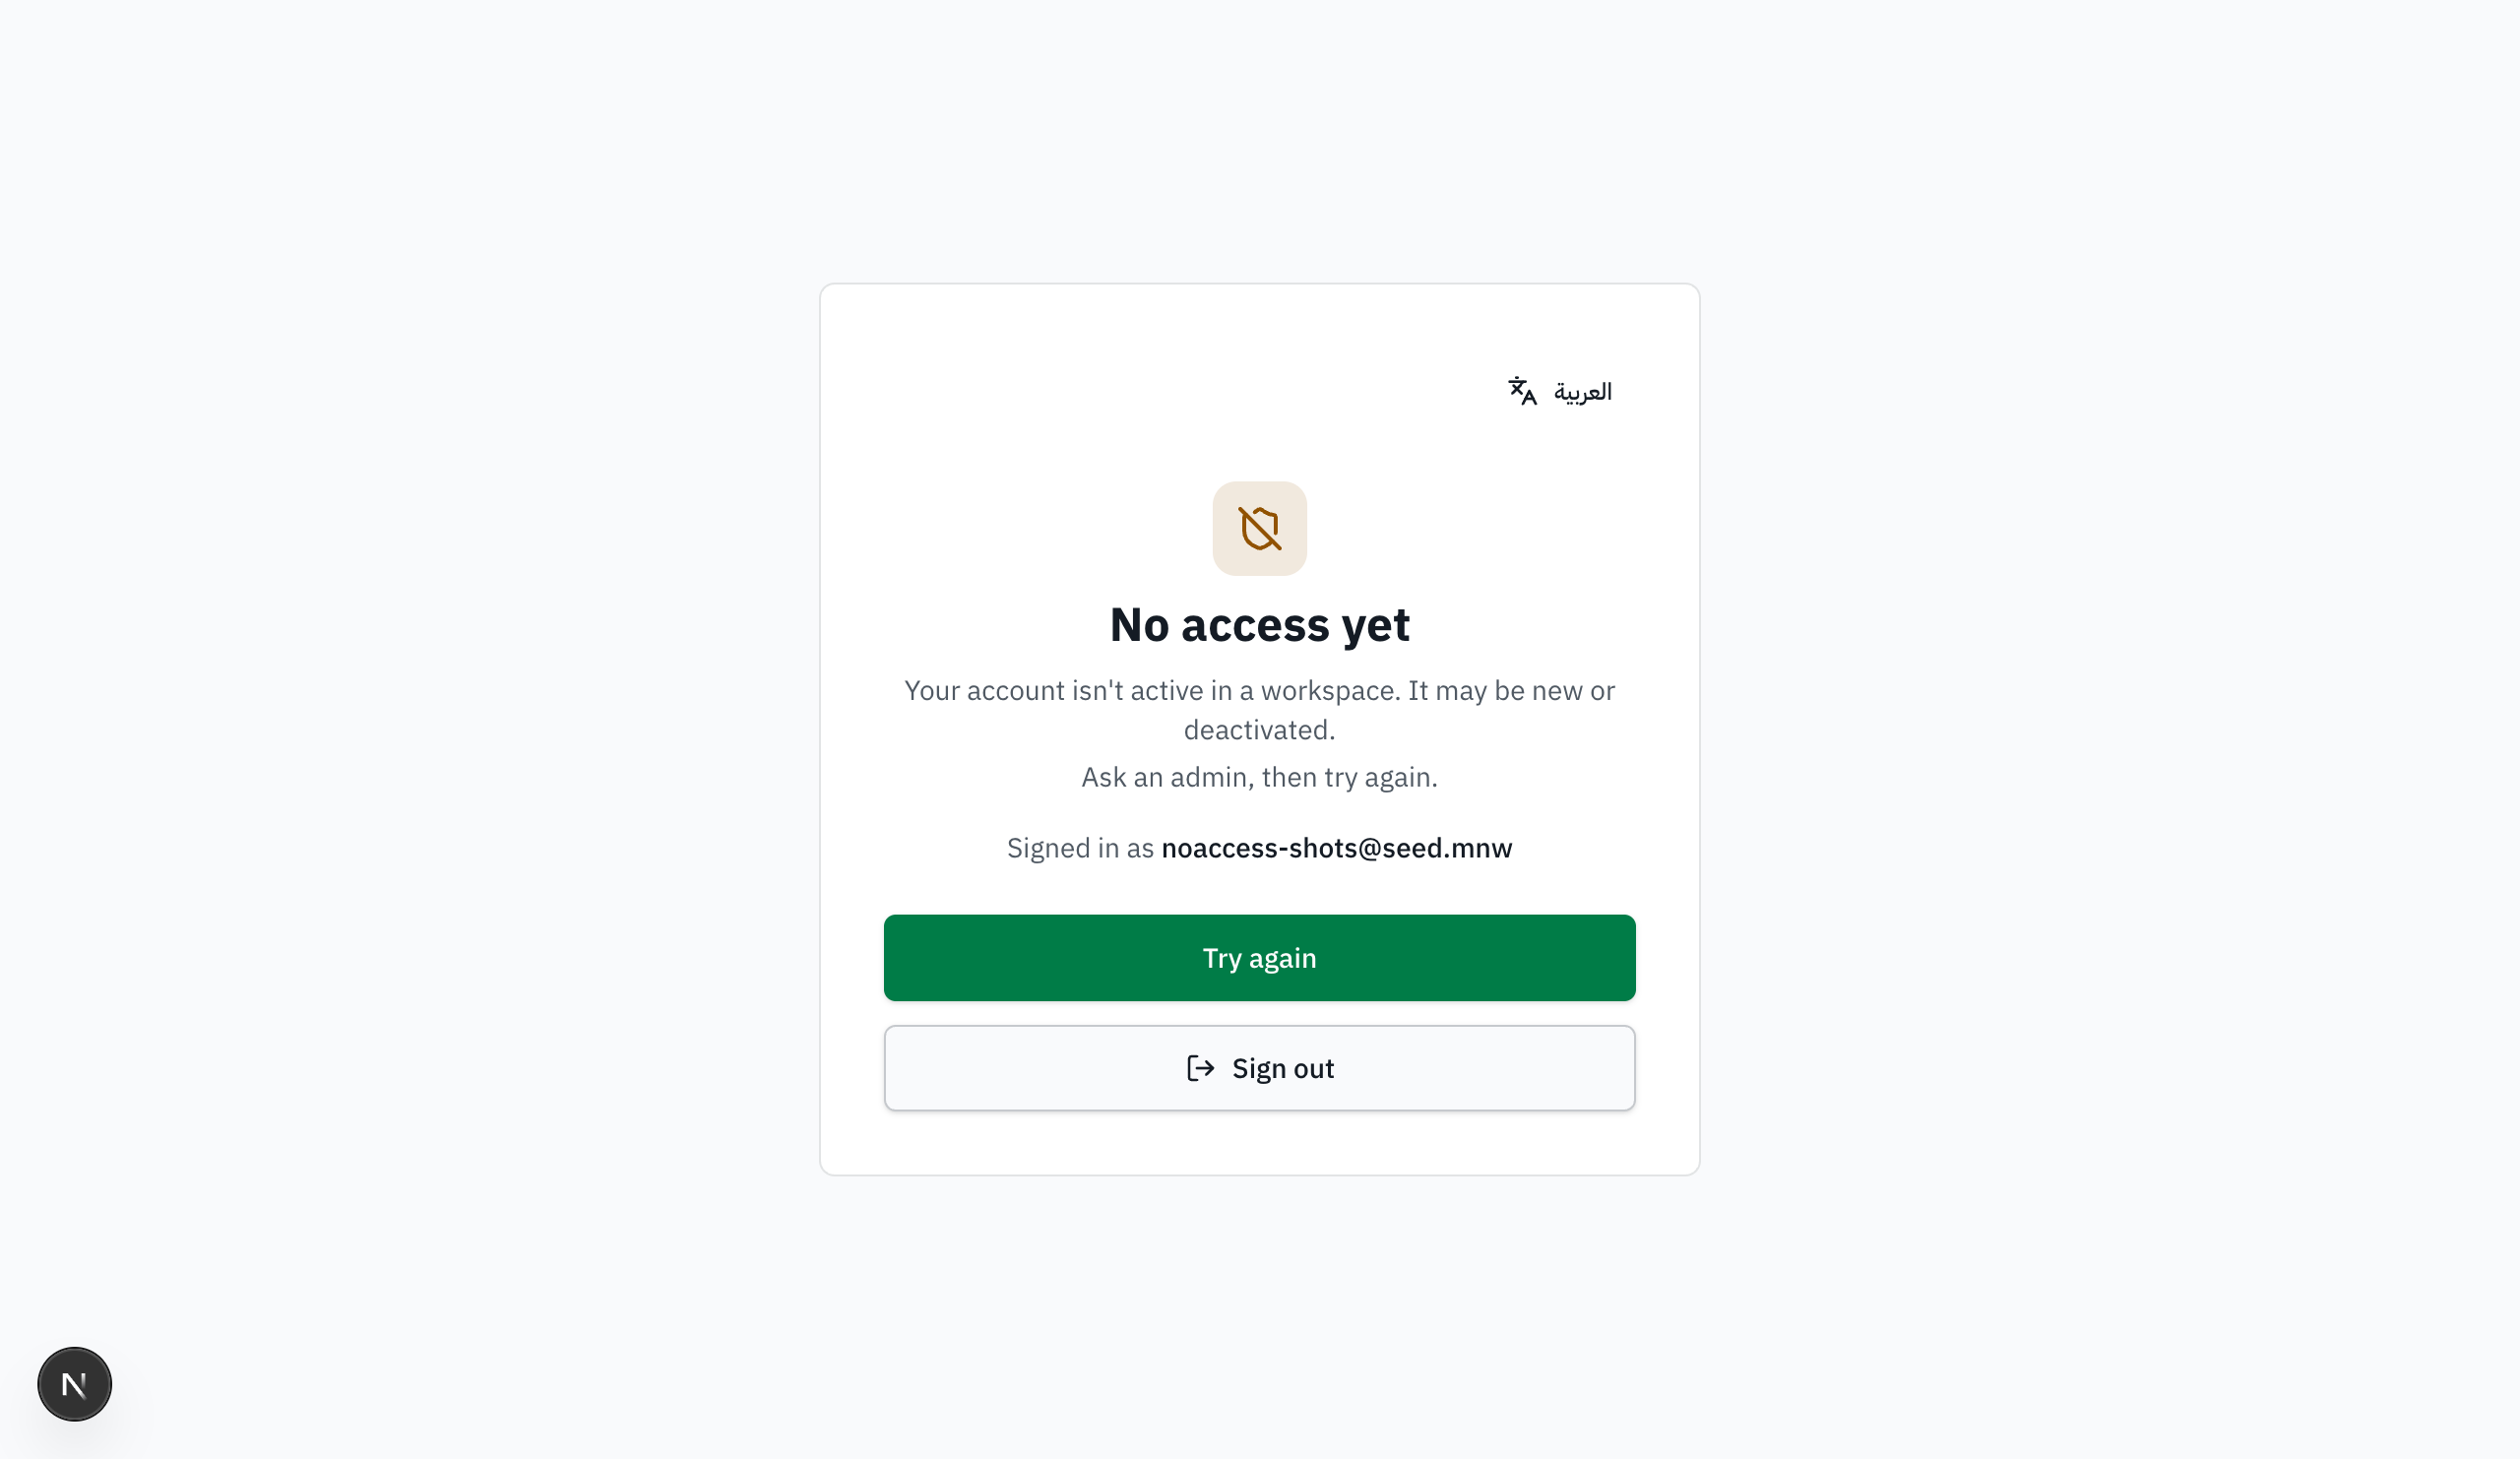 العربية
No access yet
Your account isn't active in a workspace. It may be new or
deactivated.
Ask an admin, then try again.
Signed in as noaccess-shots@seed.mnw
Try again
Sign out
N